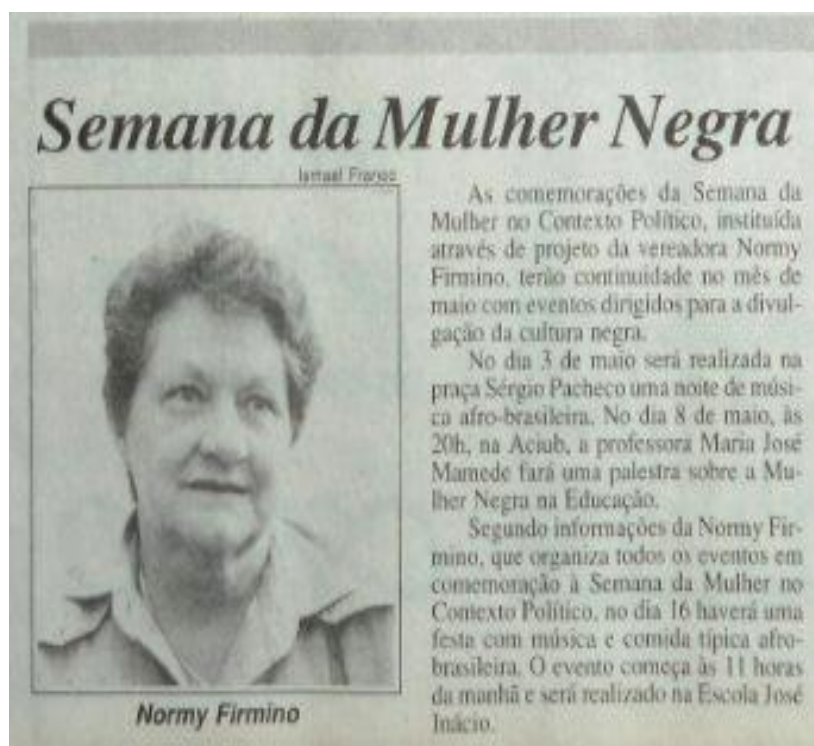 Semana da Mulher Negra
Ismael Franco
As comemorações da Semana da
Mulher no Contexto Político, instituída
através de projeto da vereadora Normy
Firmino, terão continuidade no mês de
maio com eventos dirigidos para a divul-
gação da cultura negra.
No dia 3 de maio será realizada na
praça Sérgio Pacheco uma noite de músi-
ca afro-brasileira. No dia 8 de maio, às
20h, na Aciub, a professora Maria José
Mamede fará uma palestra sobre a Mu-
lher Negra na Educação.
Segundo informações da Normy Fir-
mino, que organiza todos os eventos em
comemoração à Semana da Mulher no
Contexto Político, no dia 16 haverá uma
festa com música e comida típica afro-
brasileira. O evento começa às 11 horas
da manhã e será realizado na Escola José
Inácio.
Normy Firmino